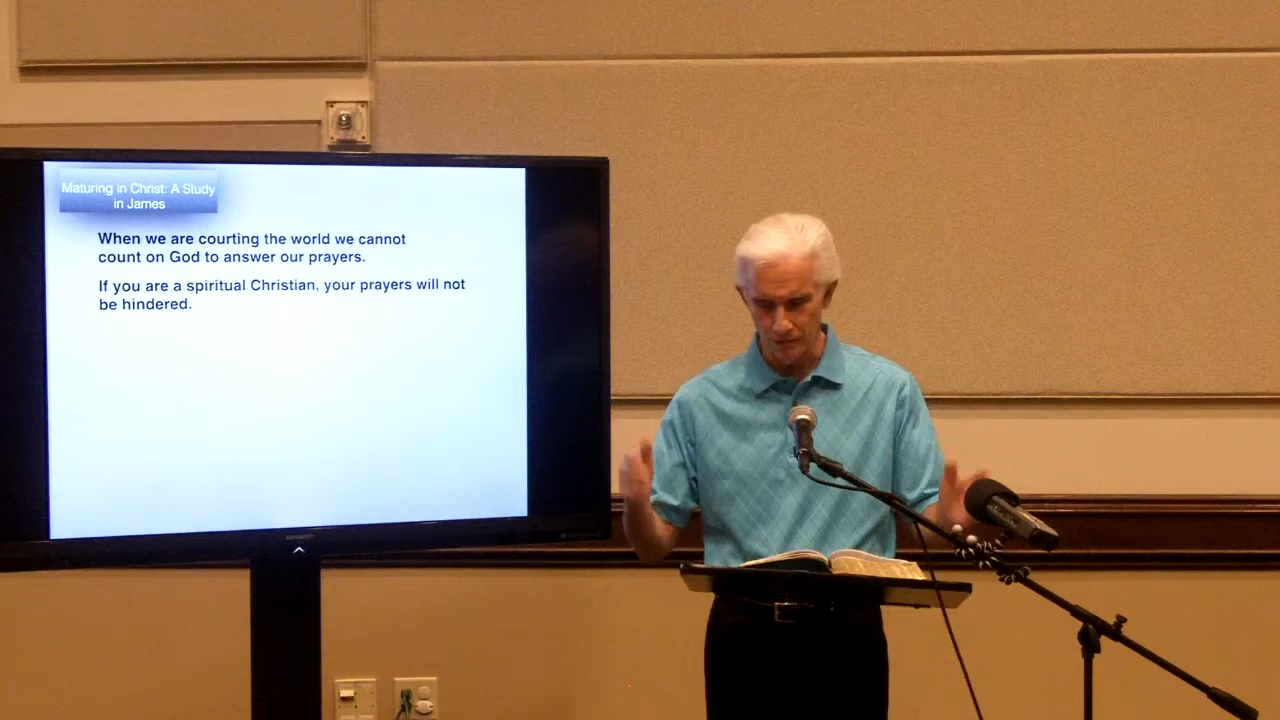 Maturing in Christ: A Study
in James
When we are courting the world we cannot
count on God to answer our prayers.
If you are a spiritual Christian, your prayers will not
be hindered.
SHARP